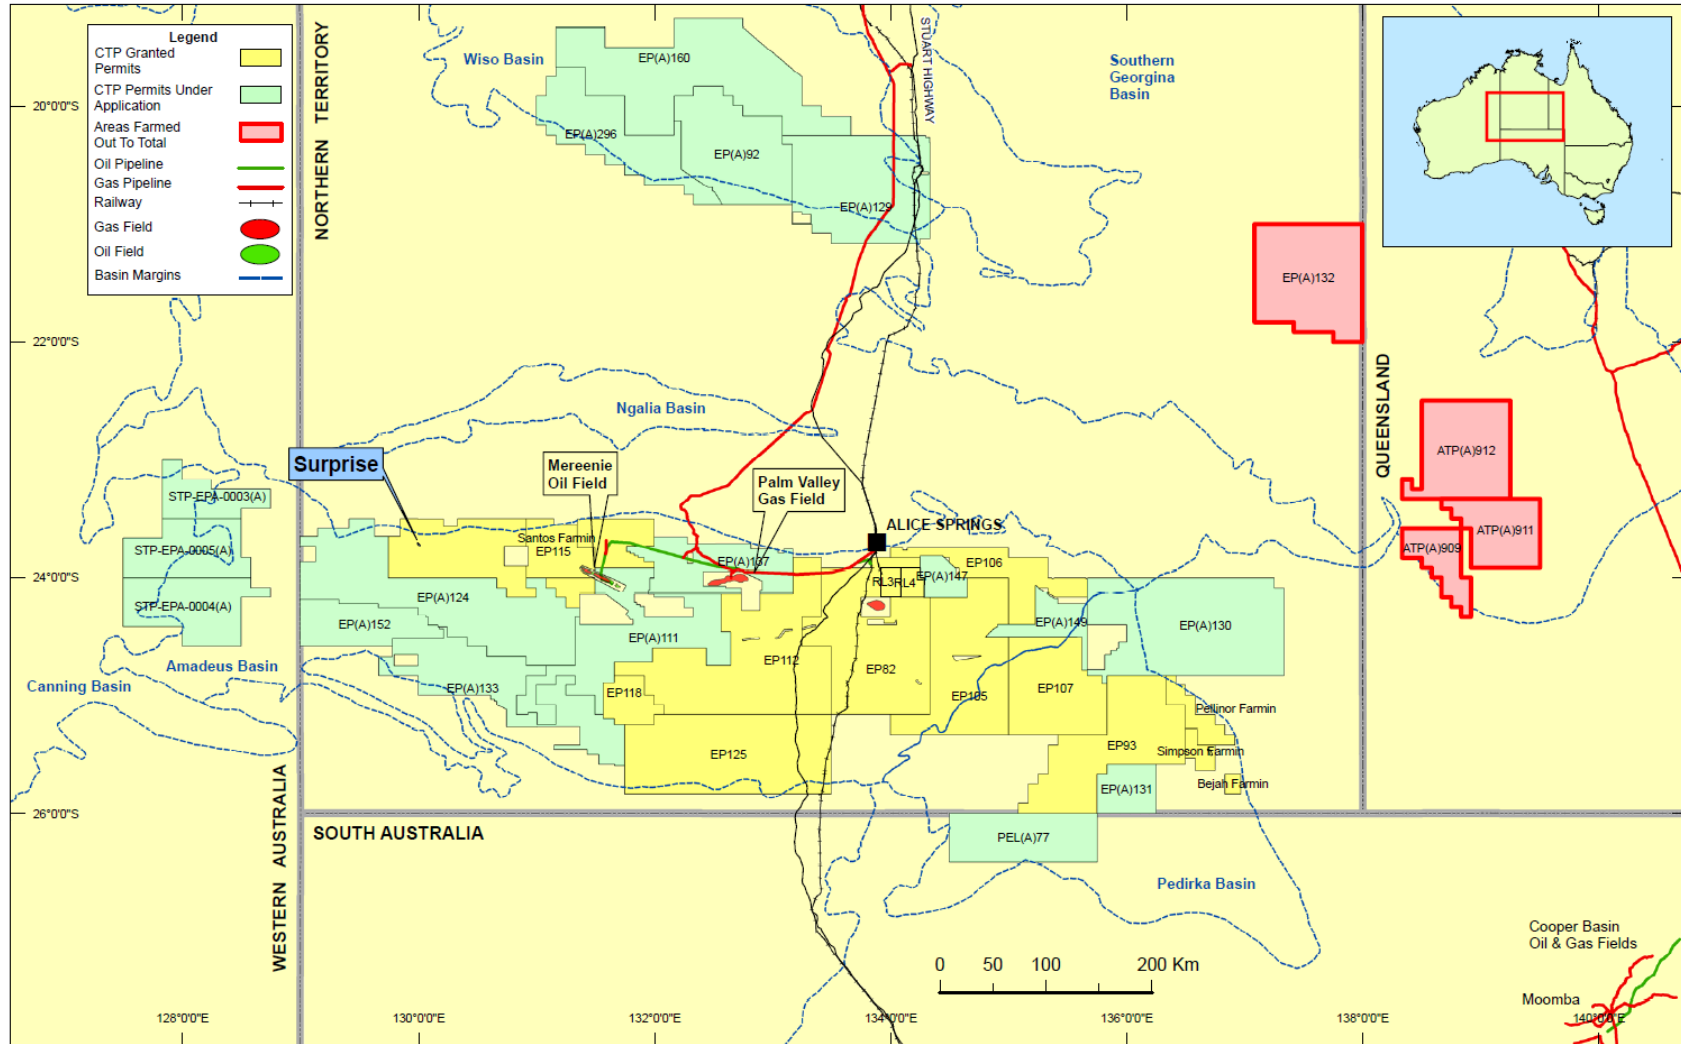 Legend
CTP Granted
Permits
CTP Permits Under
Application
Areas Farmed
Out To Total
Oil Pipeline
Gas Pipeline
Railway
Gas Field
Oil Field
Basin Margins
NORTHERN TERRITORY
Wiso Basin
EP(A)160
STUART HIGHWAY
Southern
Georgina
Basin
20°0'0"S
EP(A)296
EP(A)92
EP(A)129
EP(A)132
22°0'0"S
QUEENSLAND
Ngalia Basin
ATP(A)912
Surprise
Mereenie
Oil Field
Palm Valley
Gas Field
STP-EPA-0003(A)
ALICE SPRINGS
ATP(A)911
Santos Farmin
EP115
STP-EPA-0005(A)
ATP(A)909
EP(A)137
EP106
24°0'0"S
RL3
RL4
EP(A)147
EP(A)124
STP-EPA-0004(A)
EP(A)152
EP(A)111
EP(A)149
EP(A)130
Amadeus Basin
EP112
EP82
Canning Basin
EP(A)133
EP118
EP105
EP107
Pellinor Farmin
EP125
EP93
Simpson Farmin
Bejah Farmin
EP(A)131
26°0'0"S
WESTERN AUSTRALIA
SOUTH AUSTRALIA
PEL(A)77
Pedirka Basin
Cooper Basin
Oil & Gas Fields
0 50 100 200 Km
Moomba
128°0'0"E 130°0'0"E 132°0'0"E 134°0'0"E 136°0'0"E 138°0'0"E 140°0'0"E